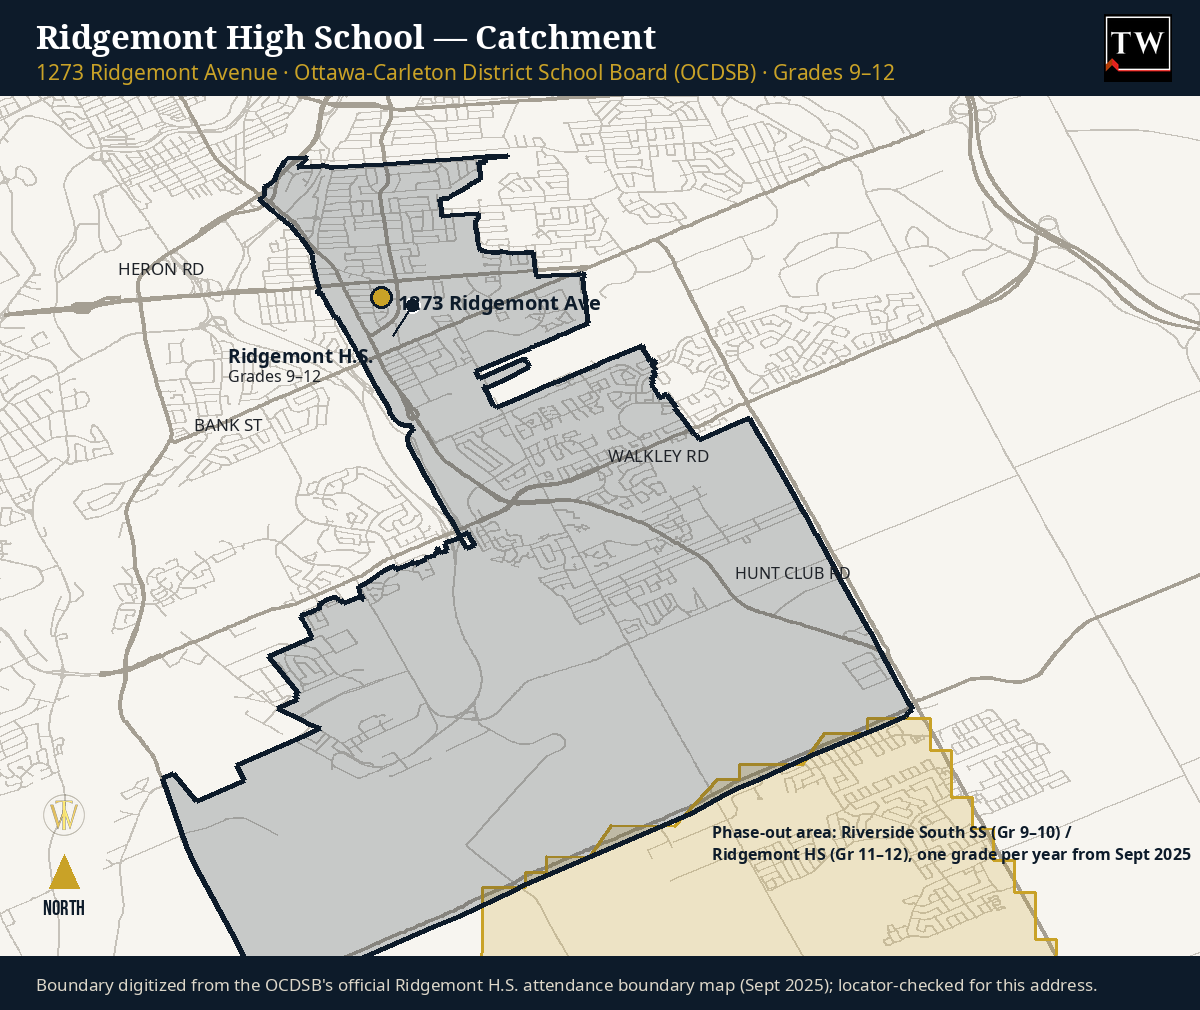 Ridgemont High School — Catchment
1273 Ridgemont Avenue · Ottawa-Carleton District School Board (OCDSB) · Grades 9–12
TW
HERON RD
1273 Ridgemont Ave
Ridgemont H.S.
Grades 9–12
BANK ST
WALKLEY RD
HUNT CLUB RD
Phase-out area: Riverside South SS (Gr 9–10) /
Ridgemont HS (Gr 11–12), one grade per year from Sept 2025
TW
NORTH
Boundary digitized from the OCDSB's official Ridgemont H.S. attendance boundary map (Sept 2025); locator-checked for this address.